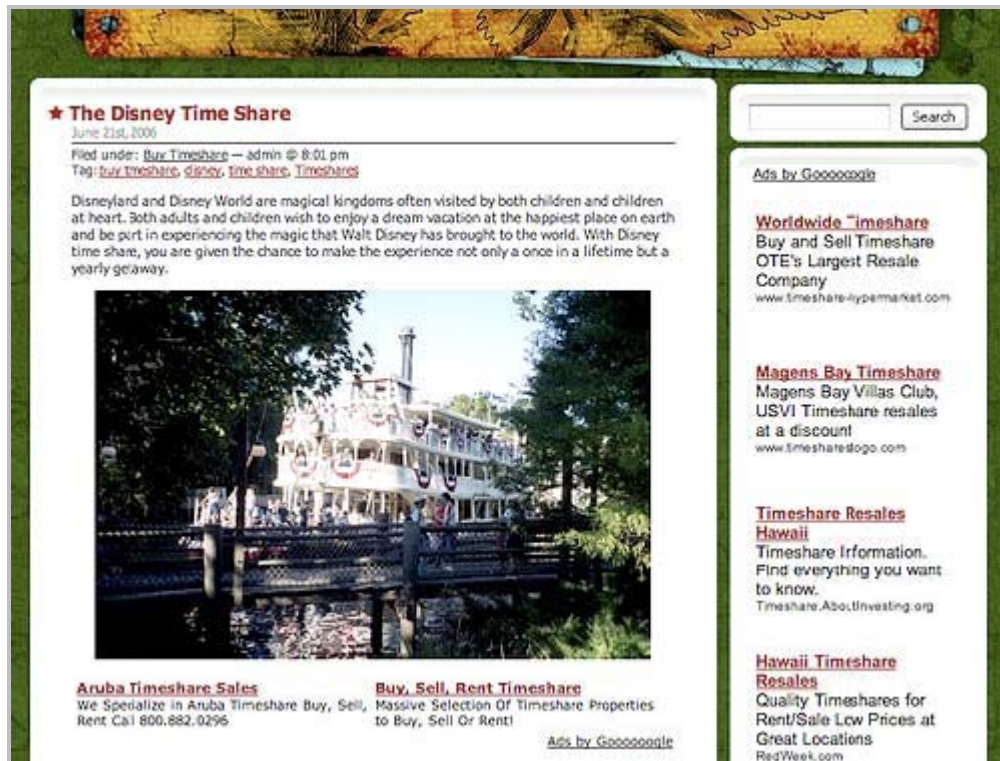 The Disney Time Share
June 21st, 2006
Filed under: Buy Timeshare — admin @ 8:01 pm
Tag: buy timeshare, disney, time share, Timeshares
Disneyland and Disney World are magical kingdoms often visited by both children and children
at heart. Both adults and children wish to enjoy a dream vacation at the happiest place on earth
and be part in experiencing the magic that Walt Disney has brought to the world. With Disney
time share, you are given the chance to make the experience not only a once in a lifetime but a
yearly getaway.
Aruba Timeshare Sales
We Specialize in Aruba Timeshare Buy, Sell,
Rent Call 800.882.0296
Buy, Sell, Rent Timeshare
Massive Selection Of Timeshare Properties
to Buy, Sell Or Rent!
Ads by Goooooogle
Search
Ads by Goooooogle
Worldwide Timeshare
Buy and Sell Timeshare
OTE's Largest Resale
Company
www.timeshare-hypermarket.com
Magens Bay Timeshare
Magens Bay Villas Club,
USVI Timeshare resales
at a discount
www.timeshareslogo.com
Timeshare Resales
Hawaii
Timeshare Information.
Find everything you want
to know.
Timeshare.AboutInvesting.org
Hawaii Timeshare
Resales
Quality Timeshares for
Rent/Sale Low Prices at
Great Locations
RedWeek.com